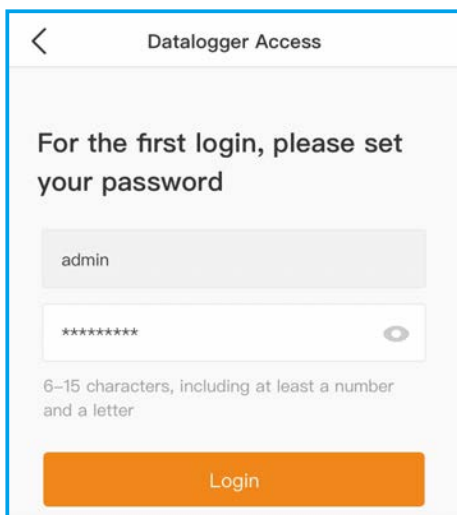 Datalogger Access
For the first login, please set
your password
admin
*********
6–15 characters, including at least a number
and a letter
Login